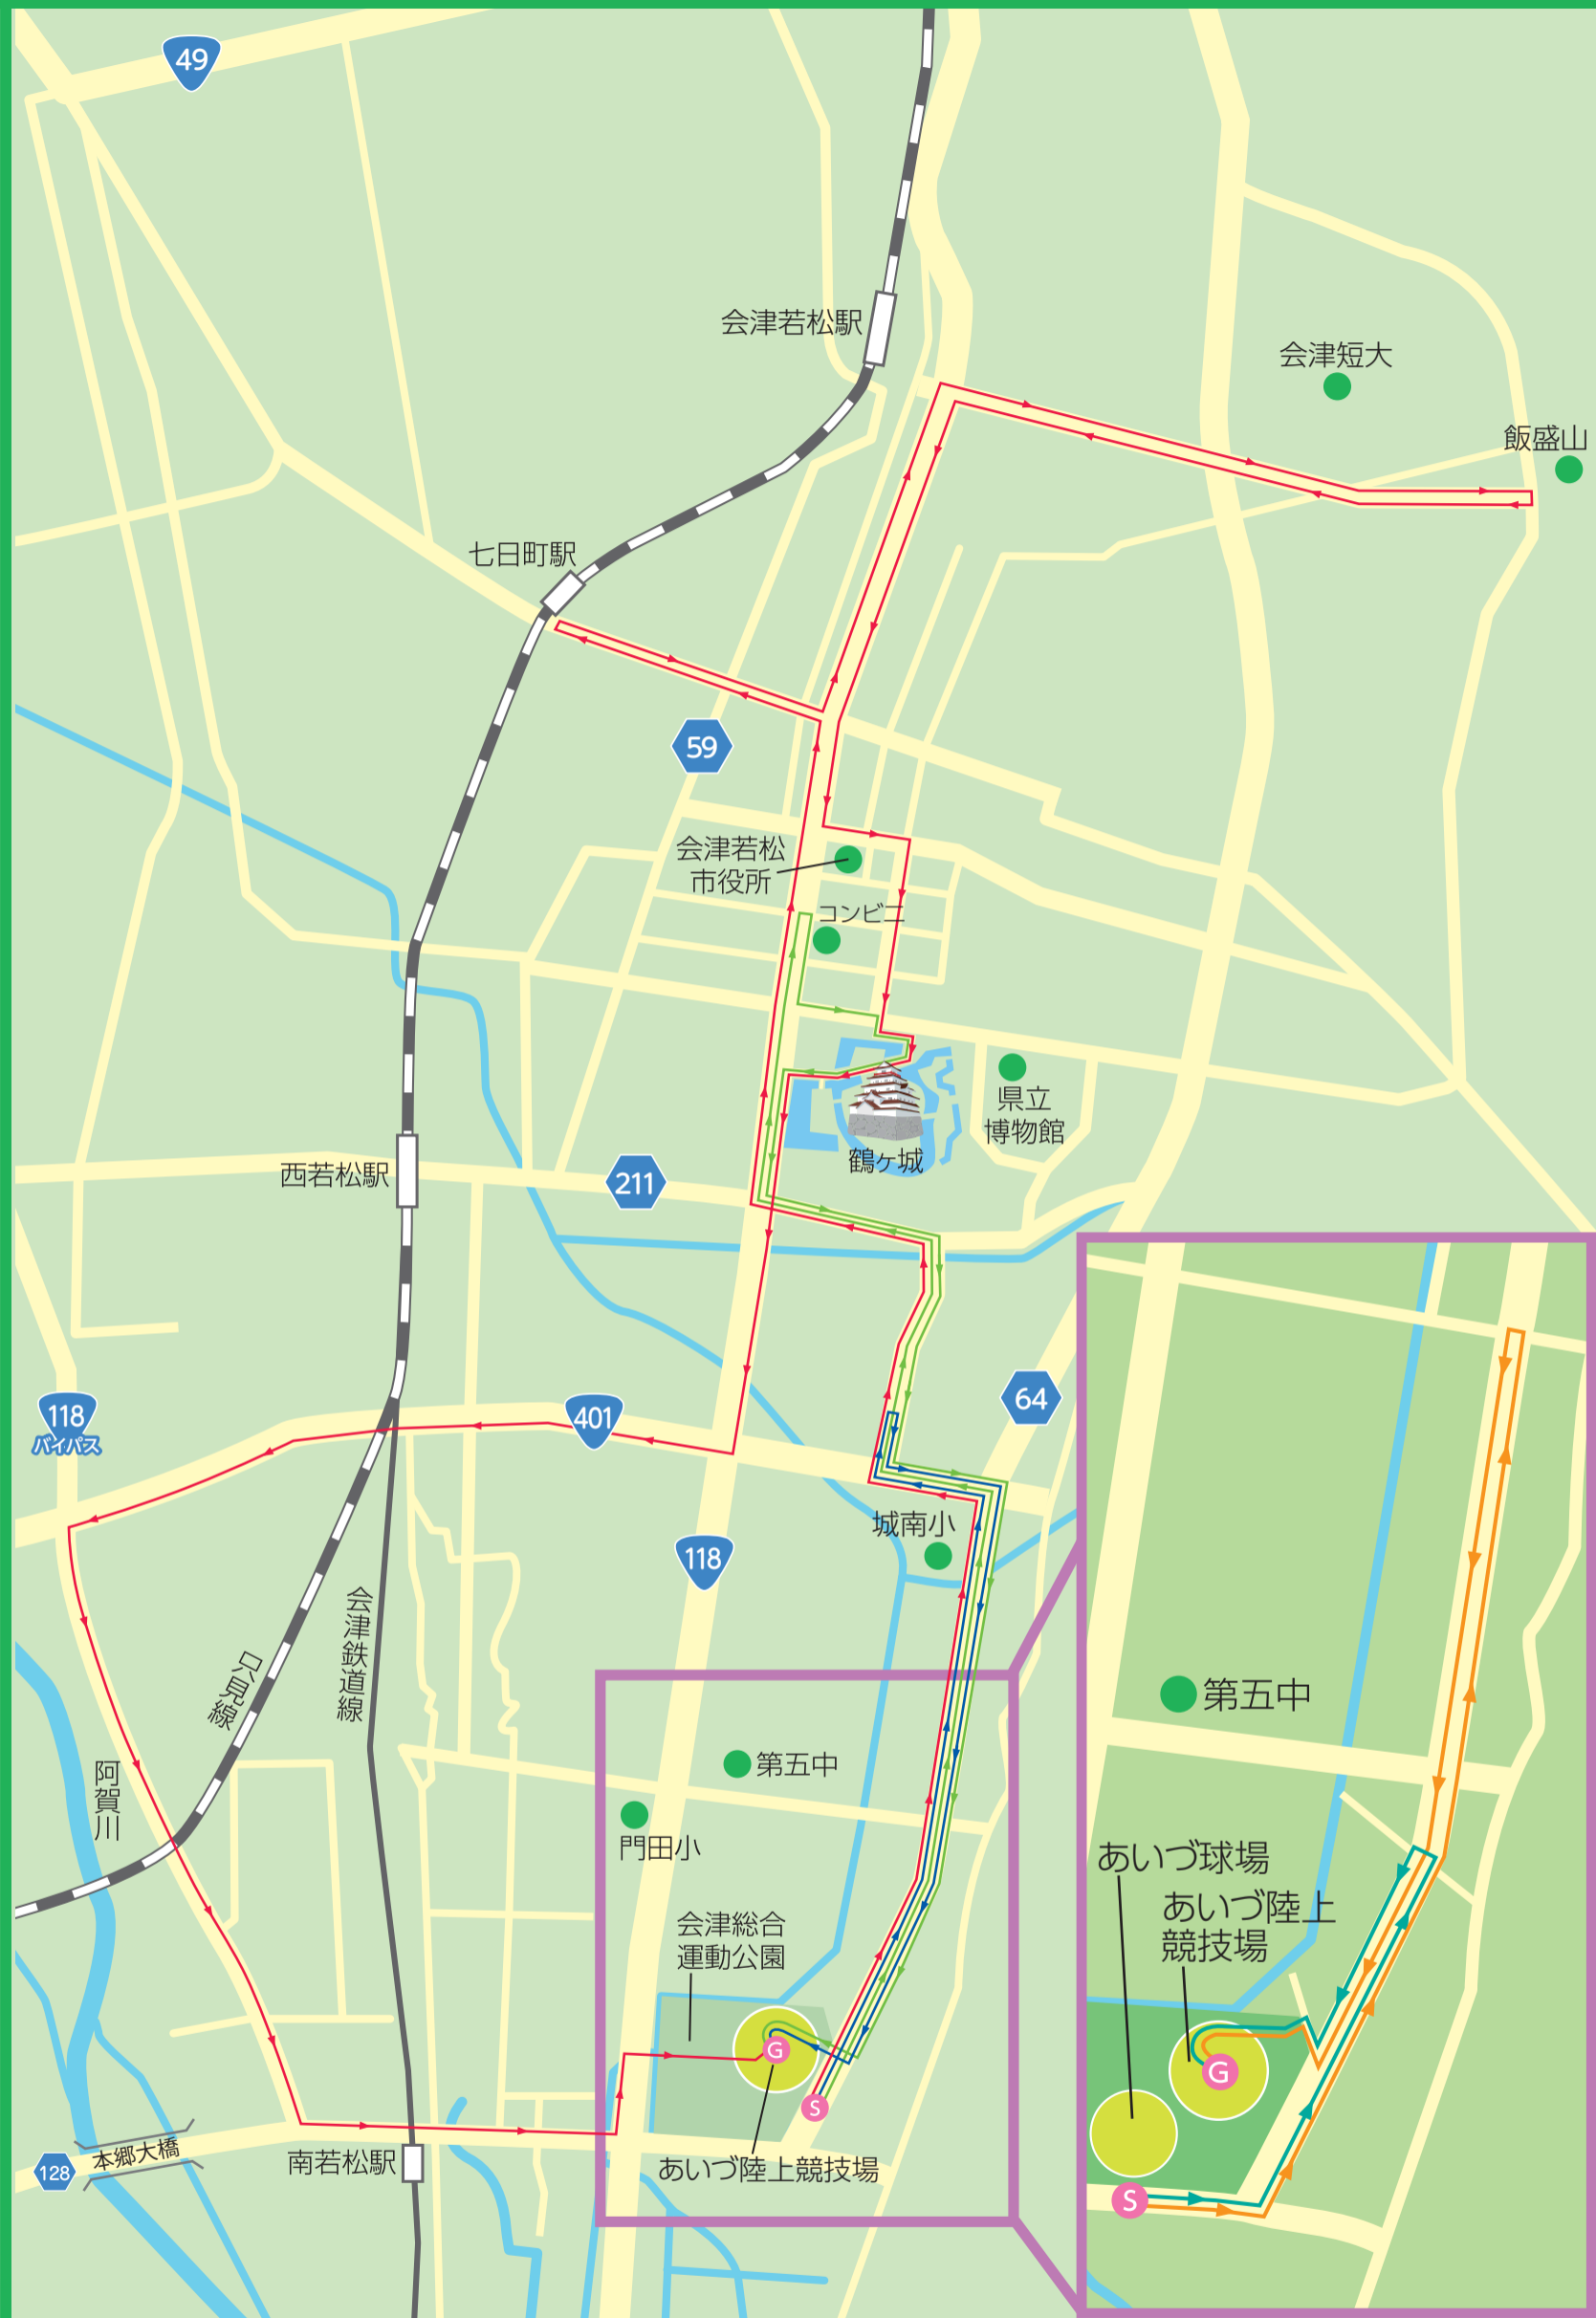 49
会津若松駅
会津短大
飯盛山
七日町駅
59
会津若松
市役所
コンビニ
県立
博物館
鶴ヶ城
西若松駅
211
118
バイパス
401
64
城南小
118
会津鉄道線
只見線
阿賀川
第五中
門田小
会津総合
運動公園
G
S
あいづ陸上競技場
本郷大橋
128
南若松駅
第五中
あいづ球場
あいづ陸上
競技場
G
S